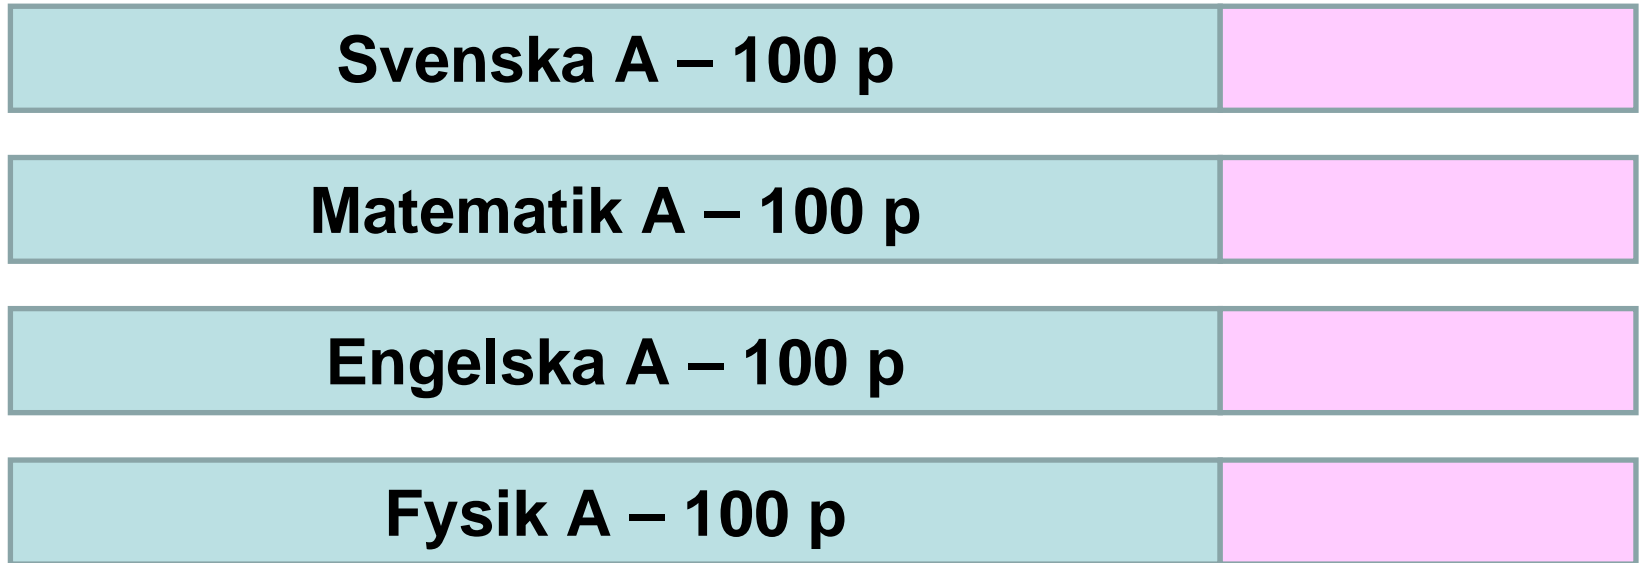 Svenska A – 100 p
Matematik A – 100 p
Engelska A – 100 p
Fysik A – 100 p